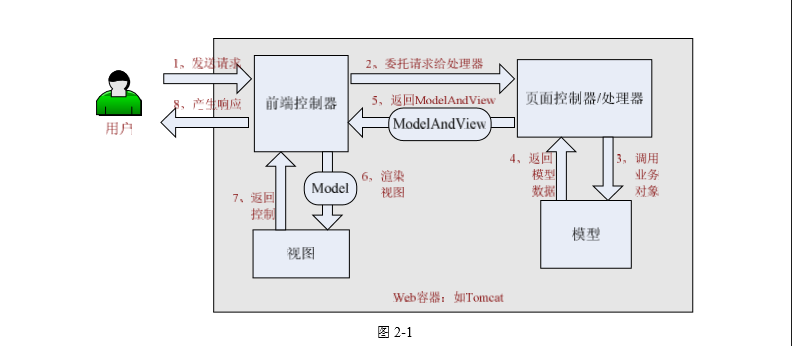 1、发送请求
2、委托请求给处理器
前端控制器
页面控制器/处理器
8、产生响应
5、返回ModelAndView
ModelAndView
用户
4、返回
模型
数据
3、调用
业务
对象
7、返回
控制
Model
6、渲染
视图
视图
模型
Web容器：如Tomcat
图 2-1